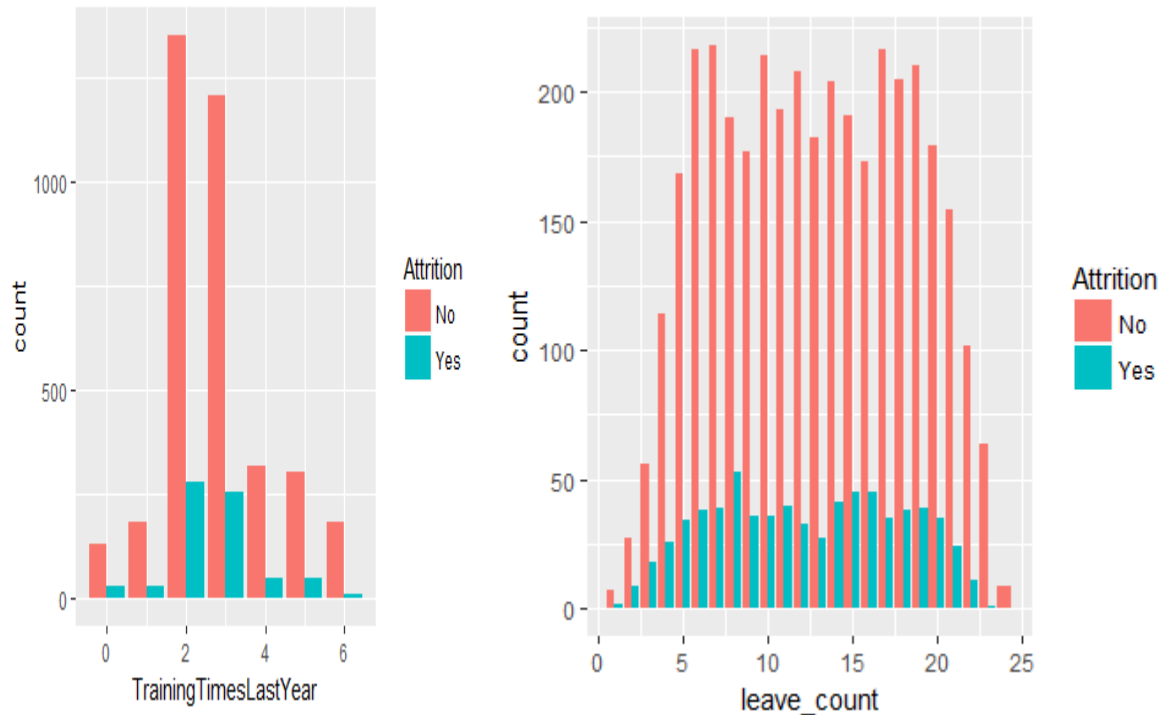 count
1000
500
0
0
2
4
6
TrainingTimesLastYear
Attrition
No
Yes
count
200
150
100
50
0
0
5
10
15
20
25
leave_count
Attrition
No
Yes